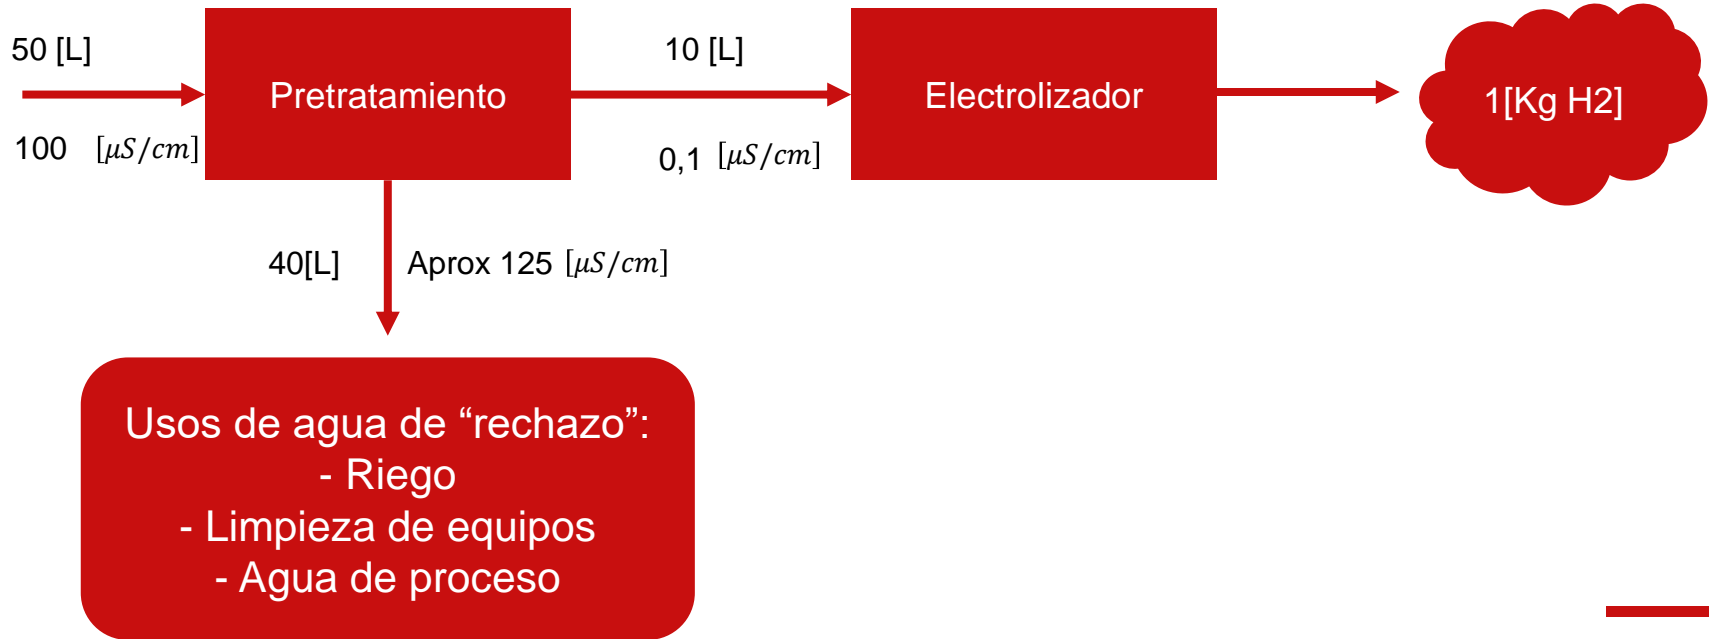 50 [L]
100 [μS/cm]
Pretratamiento
10 [L]
0,1 [μS/cm]
Electrolizador
1[Kg H2]
40[L] Aprox 125 [μS/cm]
Usos de agua de “rechazo”:
- Riego
- Limpieza de equipos
- Agua de proceso